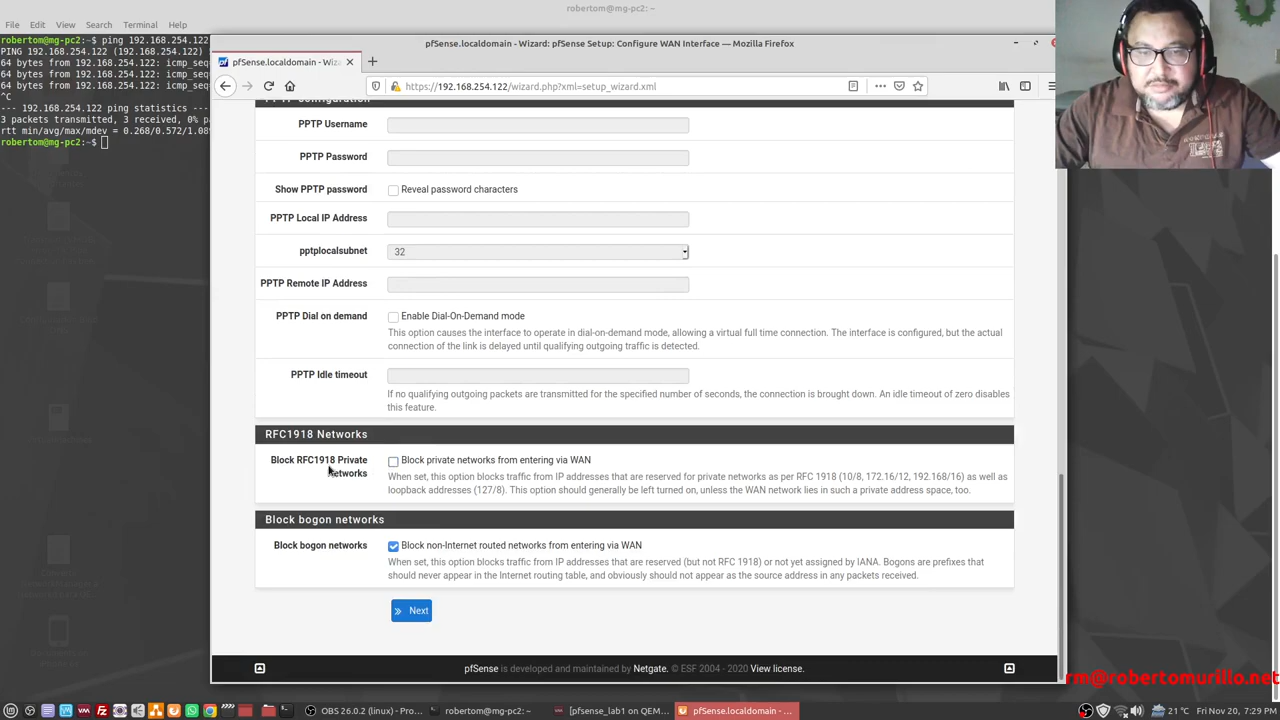 robertom@mg-pc2: ~
File Edit View Search Terminal Help
robertom@mg-pc2:~$ ping 192.168.254.122
PING 192.168.254.122 (192.168.254.122)
64 bytes from 192.168.254.122: icmp_seq
64 bytes from 192.168.254.122: icmp_seq
64 bytes from 192.168.254.122: icmp_seq
^C
--- 192.168.254.122 ping statistics ---
3 packets transmitted, 3 received, 0% p
rtt min/avg/max/mdev = 0.268/0.572/1.08
robertom@mg-pc2:~$
pfSense.localdomain - Wizard: pfSense Setup: Configure WAN Interface — Mozilla Firefox
pfSense.localdomain - Wiz
https://192.168.254.122/wizard.php?xml=setup_wizard.xml
PPTP Configuration
PPTP Username
PPTP Password
Show PPTP password Reveal password characters
PPTP Local IP Address
pptplocalsubnet 32
PPTP Remote IP Address
PPTP Dial on demand Enable Dial-On-Demand mode
This option causes the interface to operate in dial-on-demand mode, allowing a virtual full time connection. The interface is configured, but the actual
connection of the link is delayed until qualifying outgoing traffic is detected.
PPTP Idle timeout
If no qualifying outgoing packets are transmitted for the specified number of seconds, the connection is brought down. An idle timeout of zero disables
this feature.
RFC1918 Networks
Block RFC1918 Private Block private networks from entering via WAN
Networks
When set, this option blocks traffic from IP addresses that are reserved for private networks as per RFC 1918 (10/8, 172.16/12, 192.168/16) as well as
loopback addresses (127/8). This option should generally be left turned on, unless the WAN network lies in such a private address space, too.
Block bogon networks
Block bogon networks Block non-Internet routed networks from entering via WAN
When set, this option blocks traffic from IP addresses that are reserved (but not RFC 1918) or not yet assigned by IANA. Bogons are prefixes that
should never appear in the Internet routing table, and obviously should not appear as the source address in any packets received.
Next
pfSense is developed and maintained by Netgate. © ESF 2004 - 2020 View license.
rm@robertomurillo.net
OBS 26.0.2 (linux) - Pro... robertom@mg-pc2: ~ [pfsense_lab1 on QEM... pfSense.localdomain - ... 21 °C Fri Nov 20, 7:29 PM